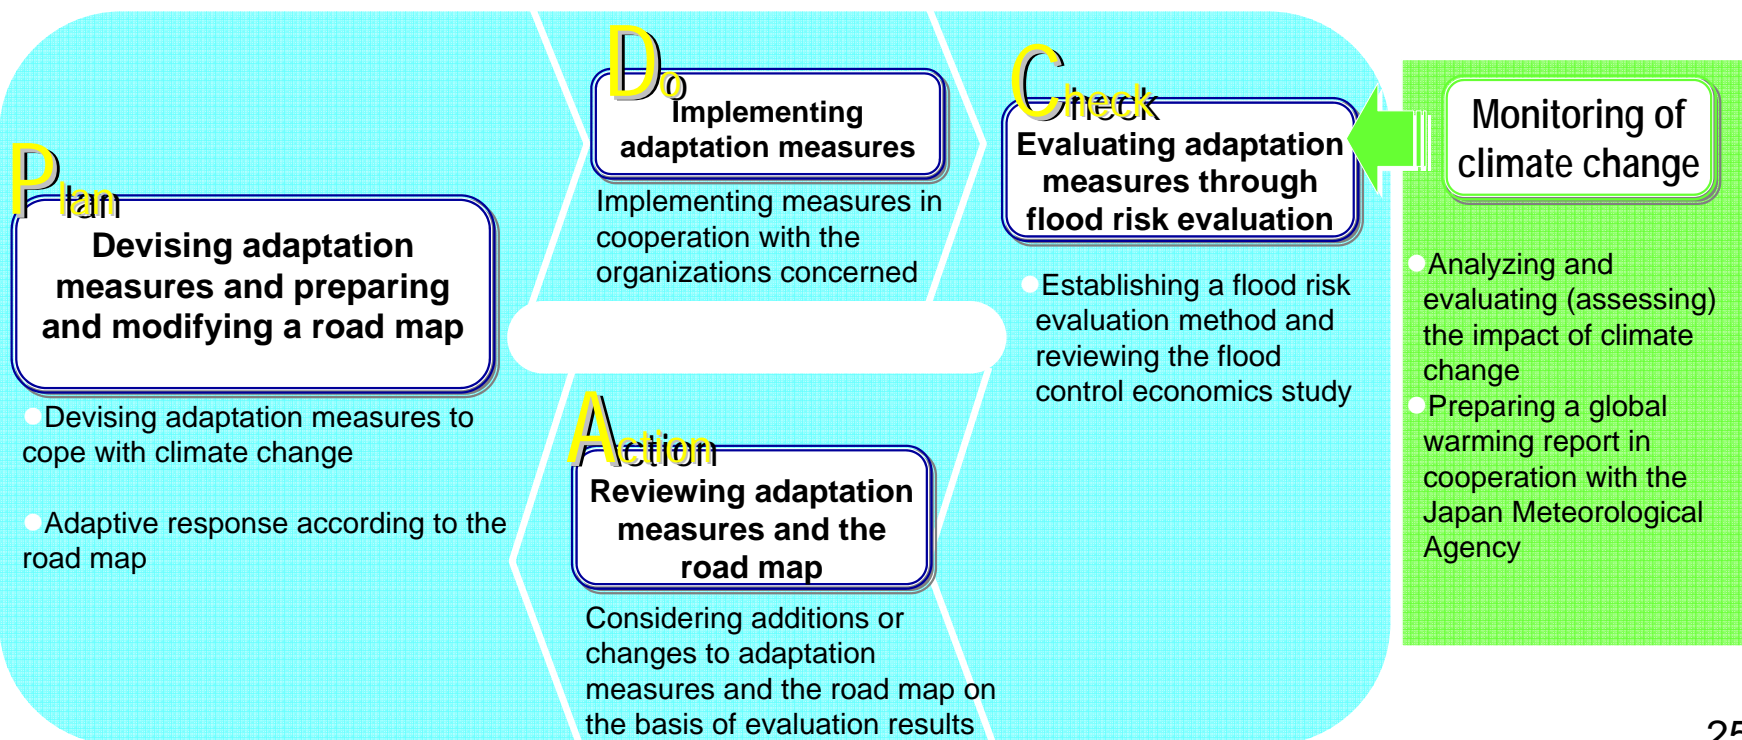 Plan
Devising adaptation
measures and preparing
and modifying a road map
●Devising adaptation measures to
cope with climate change
●Adaptive response according to the
road map
Do
Implementing
adaptation measures
Implementing measures in
cooperation with the
organizations concerned
Check
Evaluating adaptation
measures through
flood risk evaluation
●Establishing a flood risk
evaluation method and
reviewing the flood
control economics study
Action
Reviewing adaptation
measures and the
road map
Considering additions or
changes to adaptation
measures and the road map on
the basis of evaluation results
Monitoring of
climate change
●Analyzing and
evaluating (assessing)
the impact of climate
change
●Preparing a global
warming report in
cooperation with the
Japan Meteorological
Agency
25